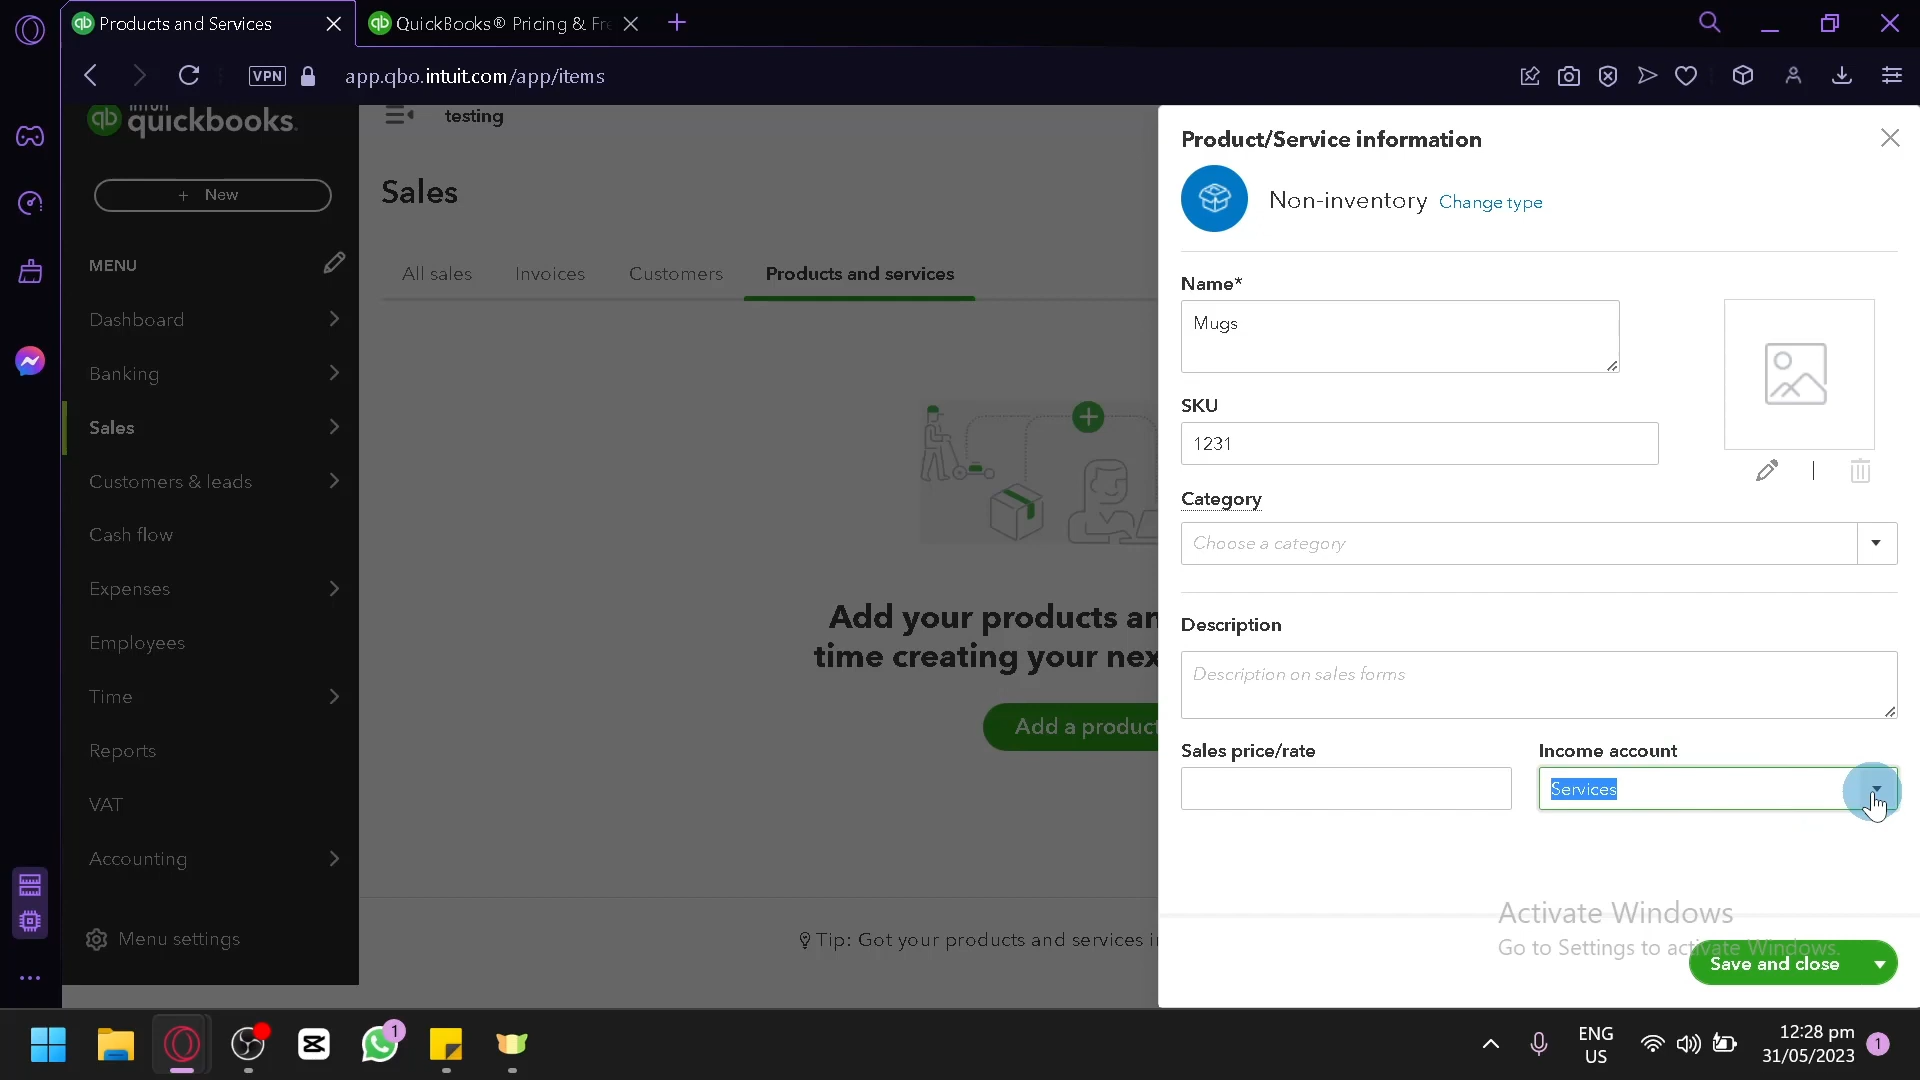 Products and Services
QuickBooks® Pricing & Fre
VPN
app.qbo.intuit.com/app/items
intuit
quickbooks.
+ New
MENU
Dashboard
Banking
Sales
Customers & leads
Cash flow
Expenses
Employees
Time
Reports
VAT
Accounting
Menu settings
testing
Sales
All sales
Invoices
Customers
Products and services
Add your products an
time creating your nex
Add a product
Tip: Got your products and services i
Product/Service information
Non-inventory Change type
Name*
Mugs
SKU
1231
Category
Choose a category
Description
Description on sales forms
Sales price/rate
Income account
Services
Activate Windows
Go to Settings to activate Windows.
Save and close
1
ENG
US
12:28 pm
31/05/2023
1